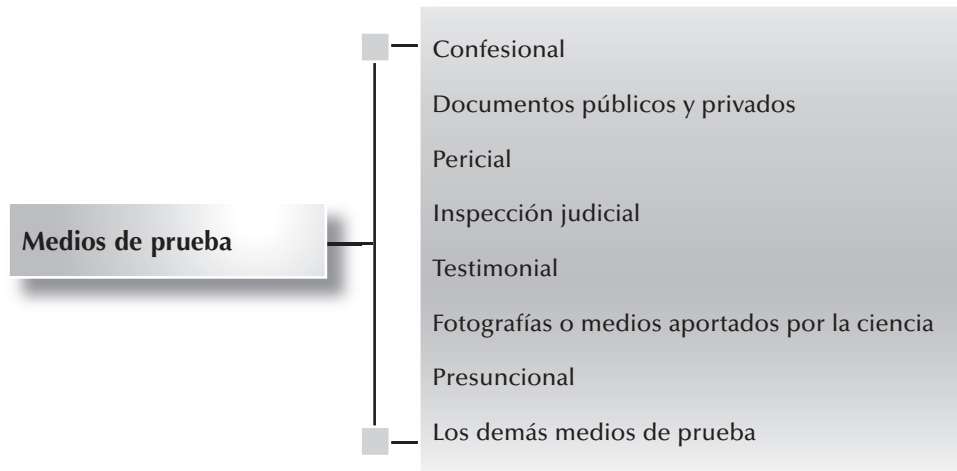 Medios de prueba
Confesional
Documentos públicos y privados
Pericial
Inspección judicial
Testimonial
Fotografías o medios aportados por la ciencia
Presuncional
Los demás medios de prueba